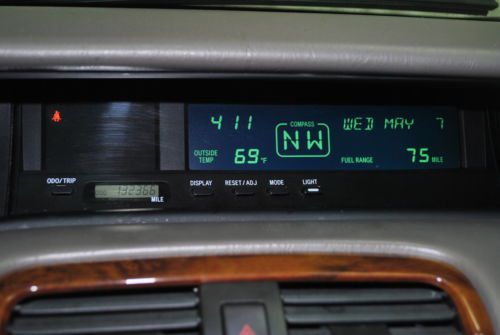 4 11
COMPASS
NW
WED MAY 7
OUTSIDE TEMP 69°F
FUEL RANGE 75 MILE
ODO/TRIP
132366 MILE
DISPLAY
RESET/ADJ
MODE
LIGHT